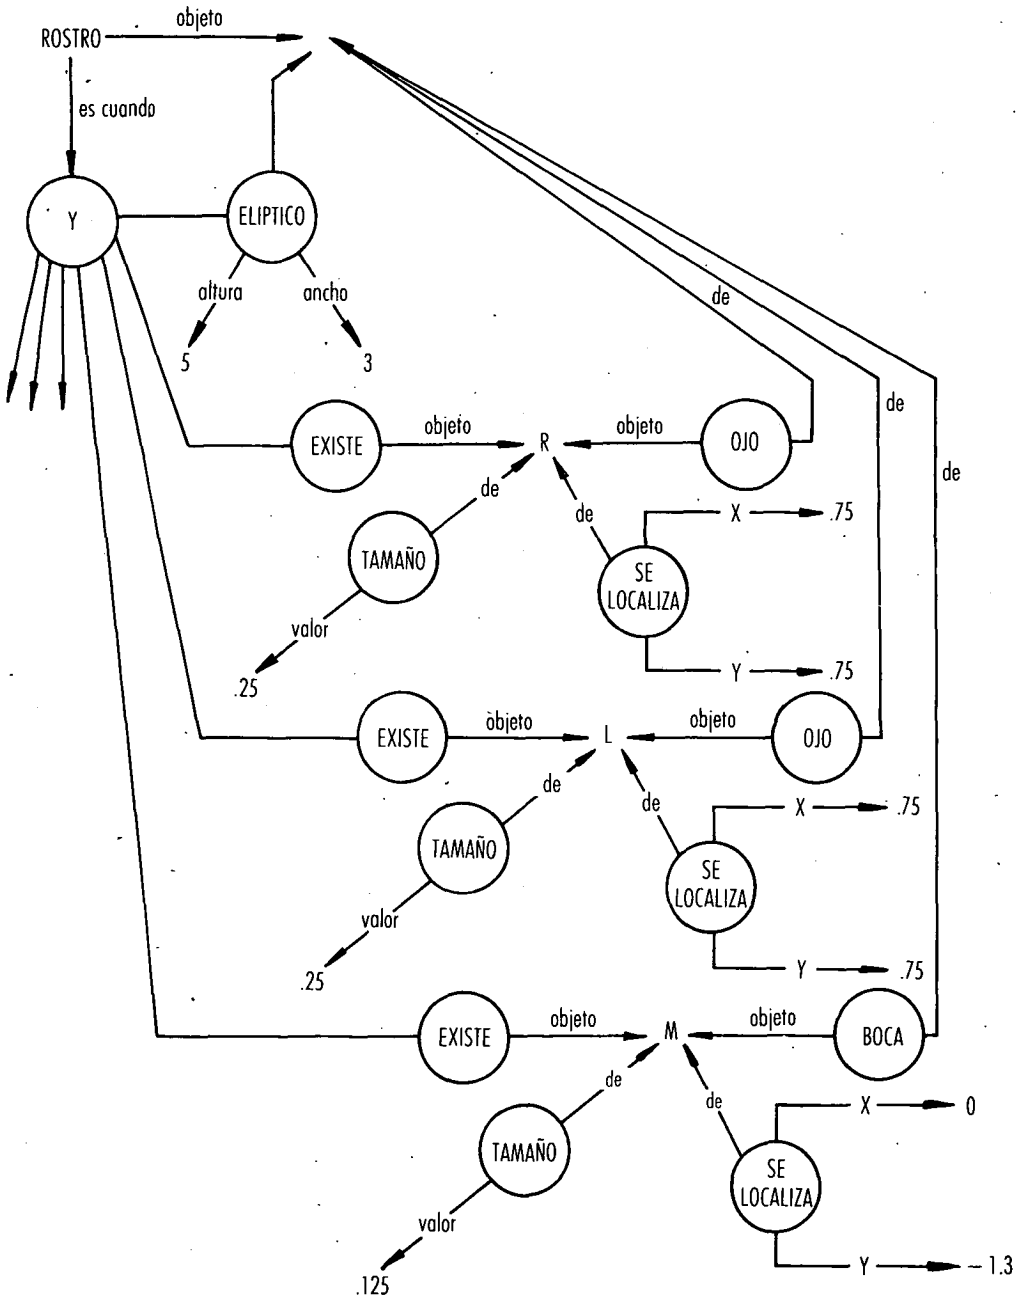 objeto
ROSTRO
es cuando
Y
ELIPTICO
altura
ancho
5
3
de
de
de
EXISTE
objeto
R
objeto
OJO
de
de
X
.75
TAMAÑO
SE
LOCALIZA
valor
Y
.75
.25
EXISTE
objeto
L
objeto
OJO
de
de
X
.75
TAMAÑO
SE
LOCALIZA
valor
Y
.75
.25
EXISTE
objeto
M
objeto
BOCA
de
de
X
0
TAMAÑO
SE
LOCALIZA
valor
Y
-1.3
.125